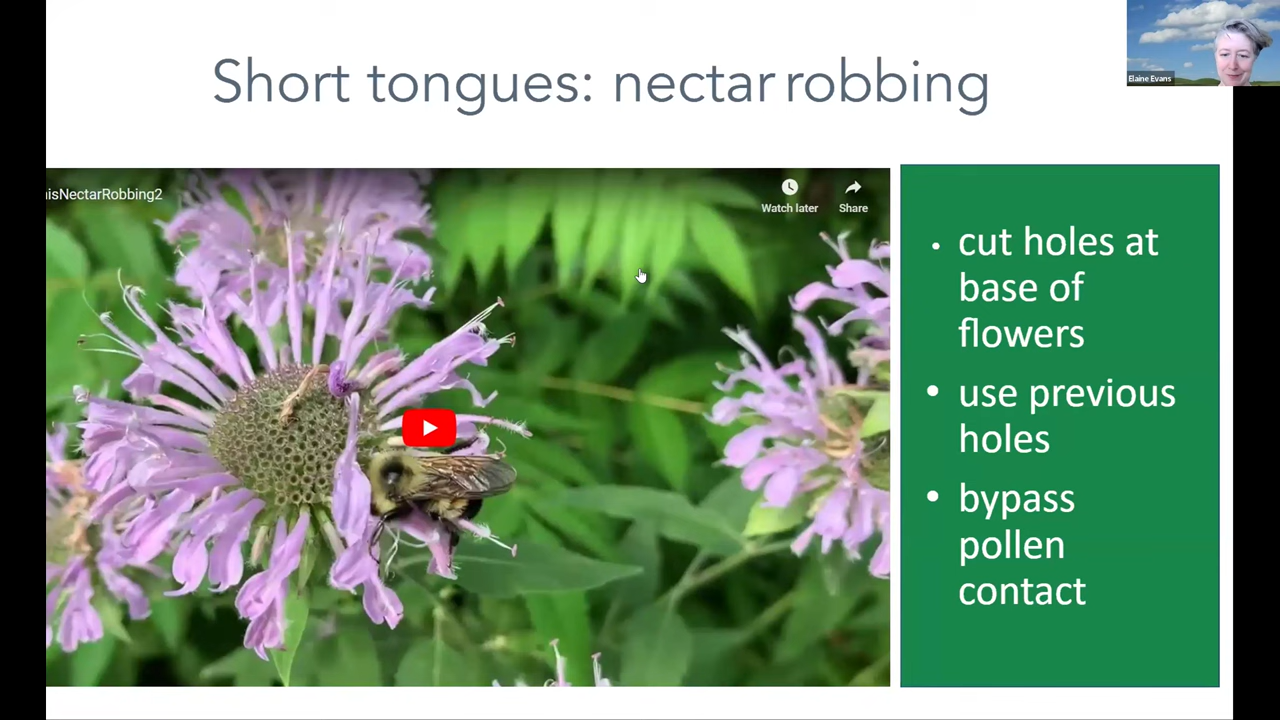 Short tongues: nectar robbing
Elaine Evans
isNectarRobbing2
Watch later
Share
• cut holes at
base of
flowers
• use previous
holes
• bypass
pollen
contact